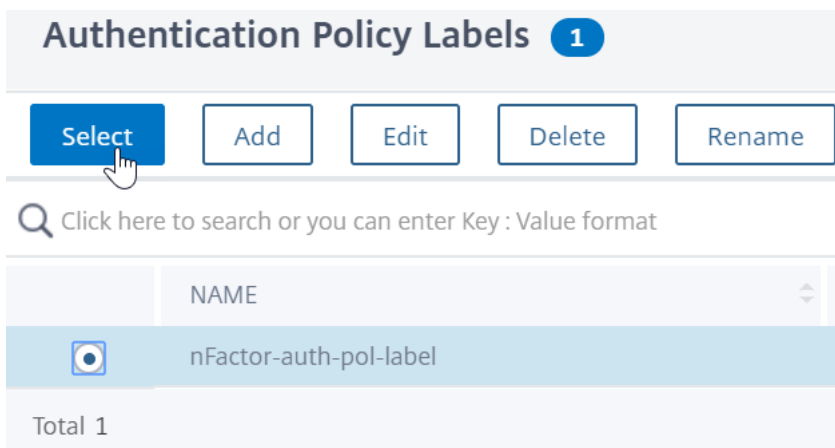 Authentication Policy Labels 1
Select Add Edit Delete Rename
Click here to search or you can enter Key : Value format
NAME
nFactor-auth-pol-label
Total 1